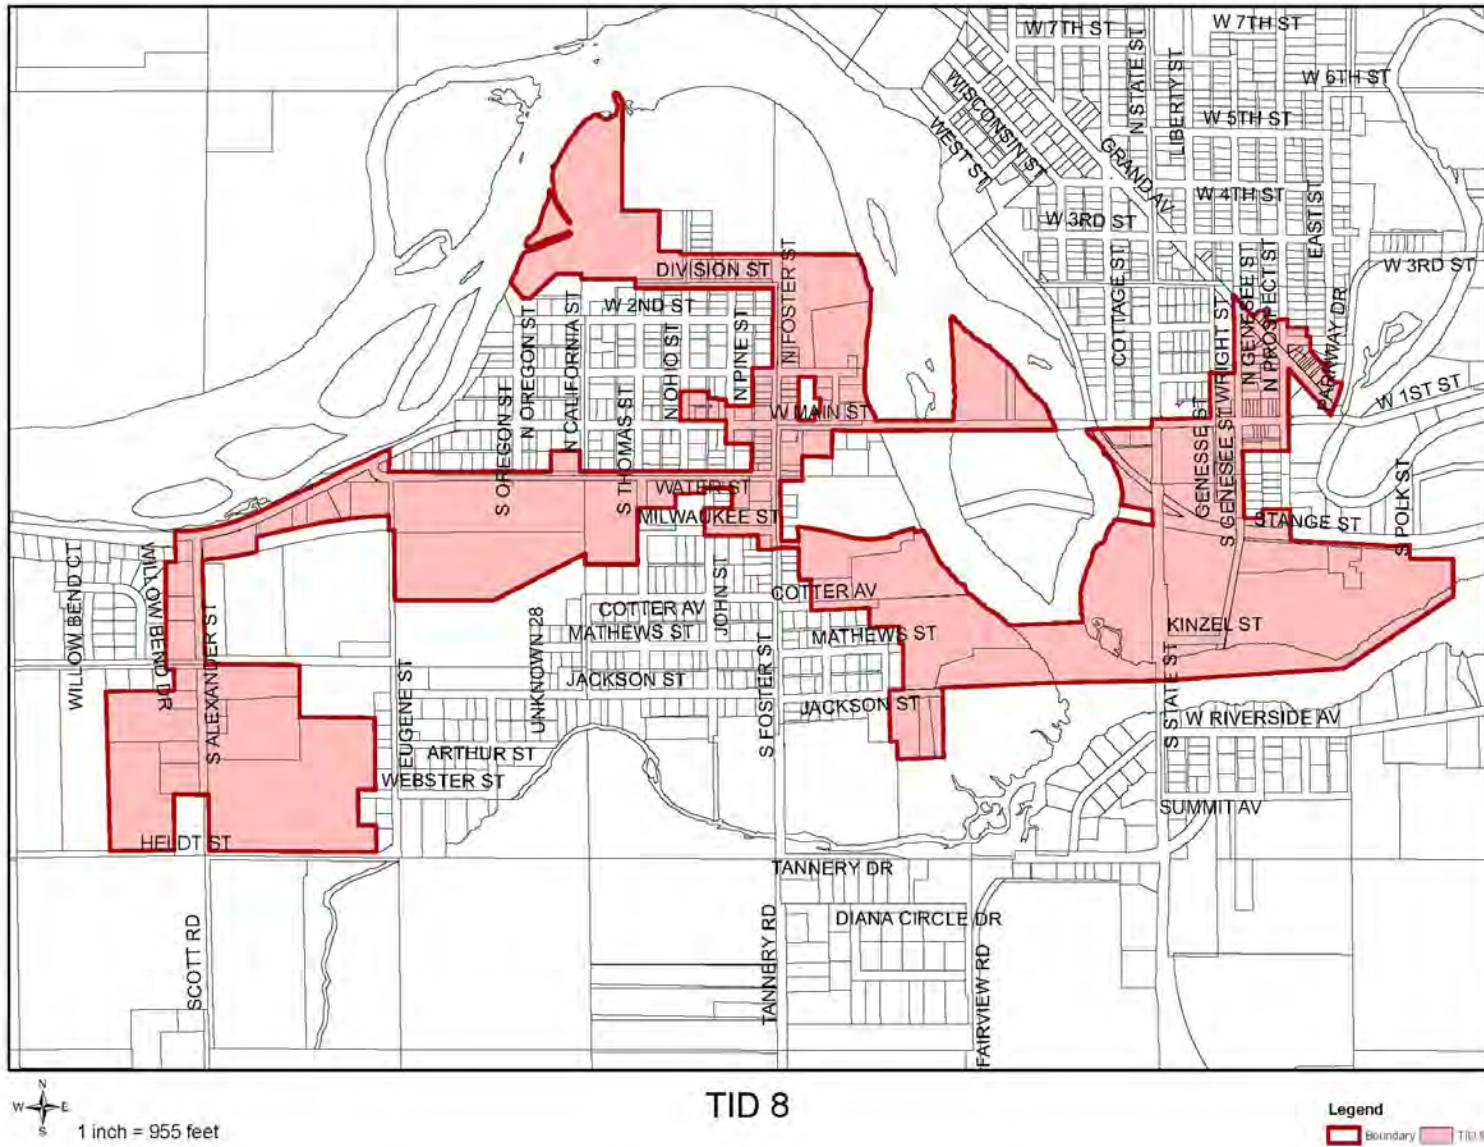 W 7TH ST
W 7TH ST
W 6TH ST
N STATE ST
LIBERTY ST
WISCONSIN ST
WEST ST
W 5TH ST
GRAND AV
W 4TH ST
W 3RD ST
EAST ST
W 3RD ST
DIVISION ST
N FOSTER ST
COTTAGE ST
W 2ND ST
N OREGON ST
N CALIFORNIA ST
N OHIO ST
N PINE ST
WRIGHT ST
N GENESEE ST
N PROSPECT ST
PARKWAY DR
W 1ST ST
S OREGON ST
S THOMAS ST
W MAIN ST
GENESSE ST
S GENESEE ST
WATER ST
MILWAUKEE ST
STANGE ST
S POLK ST
WILLOW BEND CT
WILLOW BEND DR
S ALEXANDER ST
COTTER AV
COTTER AV
JOHN ST
MATHEWS ST
MATHEWS ST
KINZEL ST
UNKNOWN 28
EUGENE ST
JACKSON ST
JACKSON ST
S FOSTER ST
S STATE ST
W RIVERSIDE AV
ARTHUR ST
WEBSTER ST
SUMMIT AV
HELDT ST
TANNERY DR
DIANA CIRCLE DR
SCOTT RD
TANNERY RD
FAIRVIEW RD
N
W E
S
1 inch = 955 feet
TID 8
Legend
Boundary
TID